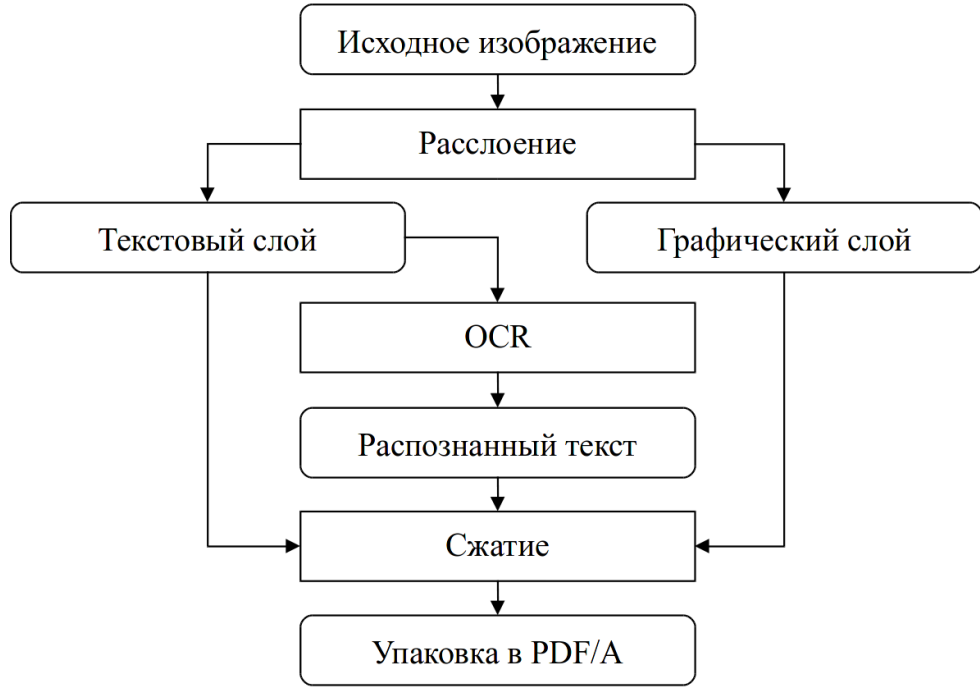 Исходное изображение
Расслоение
Текстовый слой
Графический слой
OCR
Распознанный текст
Сжатие
Упаковка в PDF/A